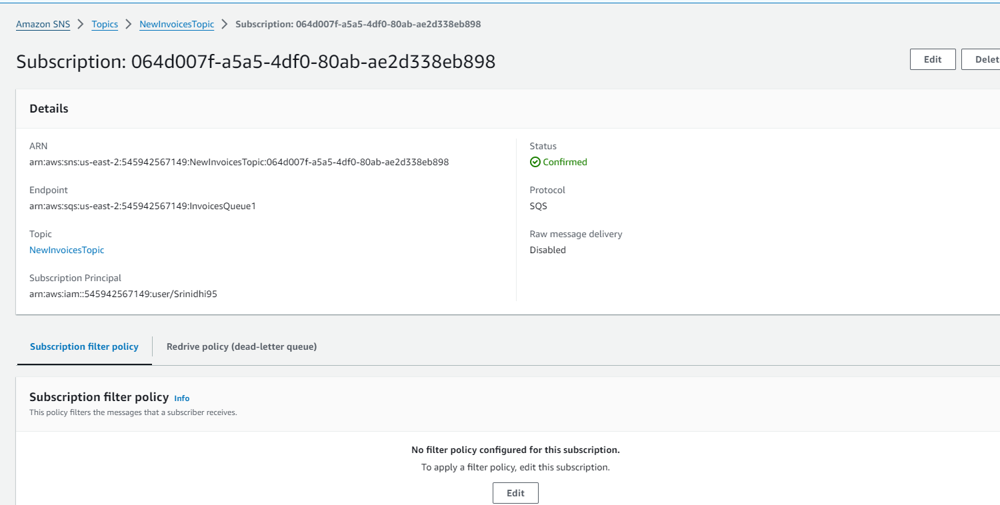 Amazon SNS > Topics > NewInvoicesTopic > Subscription: 064d007f-a5a5-4df0-80ab-ae2d338eb898
Subscription: 064d007f-a5a5-4df0-80ab-ae2d338eb898
Edit
Delet
Details
ARN
arn:aws:sns:us-east-2:545942567149:NewInvoicesTopic:064d007f-a5a5-4df0-80ab-ae2d338eb898
Endpoint
arn:aws:sqs:us-east-2:545942567149:InvoicesQueue1
Topic
NewInvoicesTopic
Subscription Principal
arn:aws:iam::545942567149:user/Srinidhi95
Status
Confirmed
Protocol
SQS
Raw message delivery
Disabled
Subscription filter policy
Redrive policy (dead-letter queue)
Subscription filter policy Info
This policy filters the messages that a subscriber receives.
No filter policy configured for this subscription.
To apply a filter policy, edit this subscription.
Edit